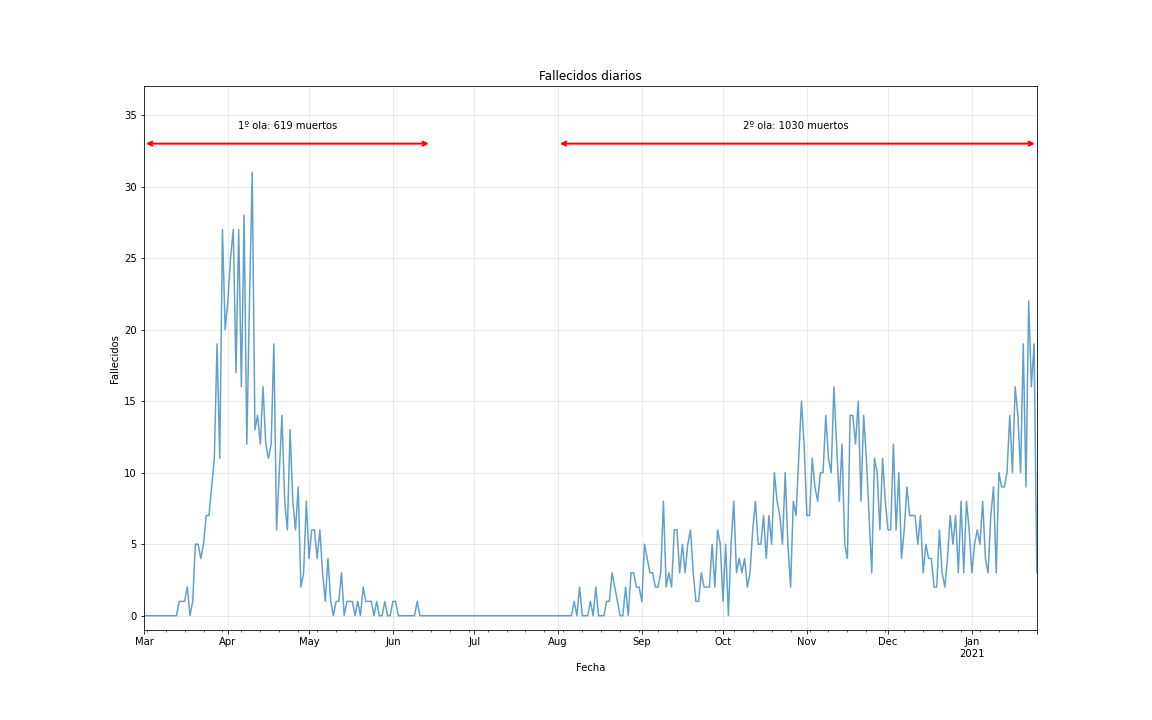 Fallecidos diarios
35
1º ola: 619 muertos
2º ola: 1030 muertos
30
25
20
15
10
5
0
Fallecidos
Mar
Apr
May
Jun
Jul
Aug
Sep
Oct
Nov
Dec
Jan
2021
Fecha